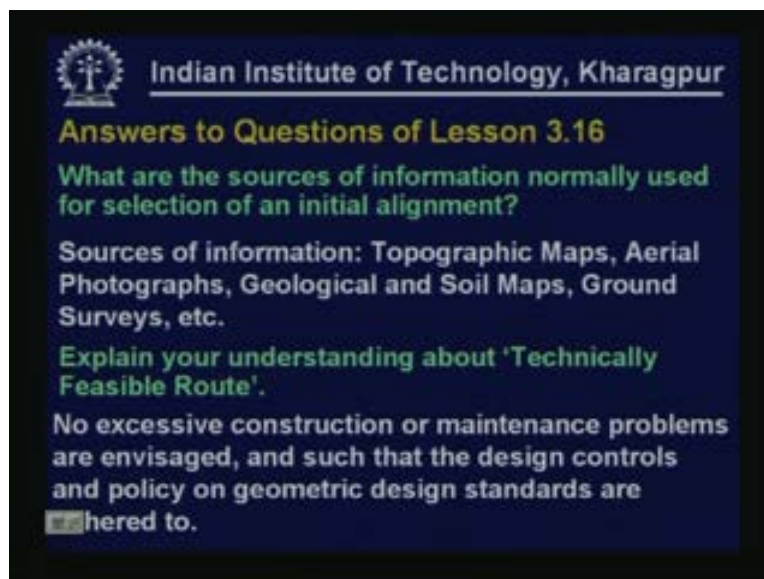 Indian Institute of Technology, Kharagpur
Answers to Questions of Lesson 3.16
What are the sources of information normally used
for selection of an initial alignment?
Sources of information: Topographic Maps, Aerial
Photographs, Geological and Soil Maps, Ground
Surveys, etc.
Explain your understanding about ‘Technically
Feasible Route’.
No excessive construction or maintenance problems
are envisaged, and such that the design controls
and policy on geometric design standards are
hered to.